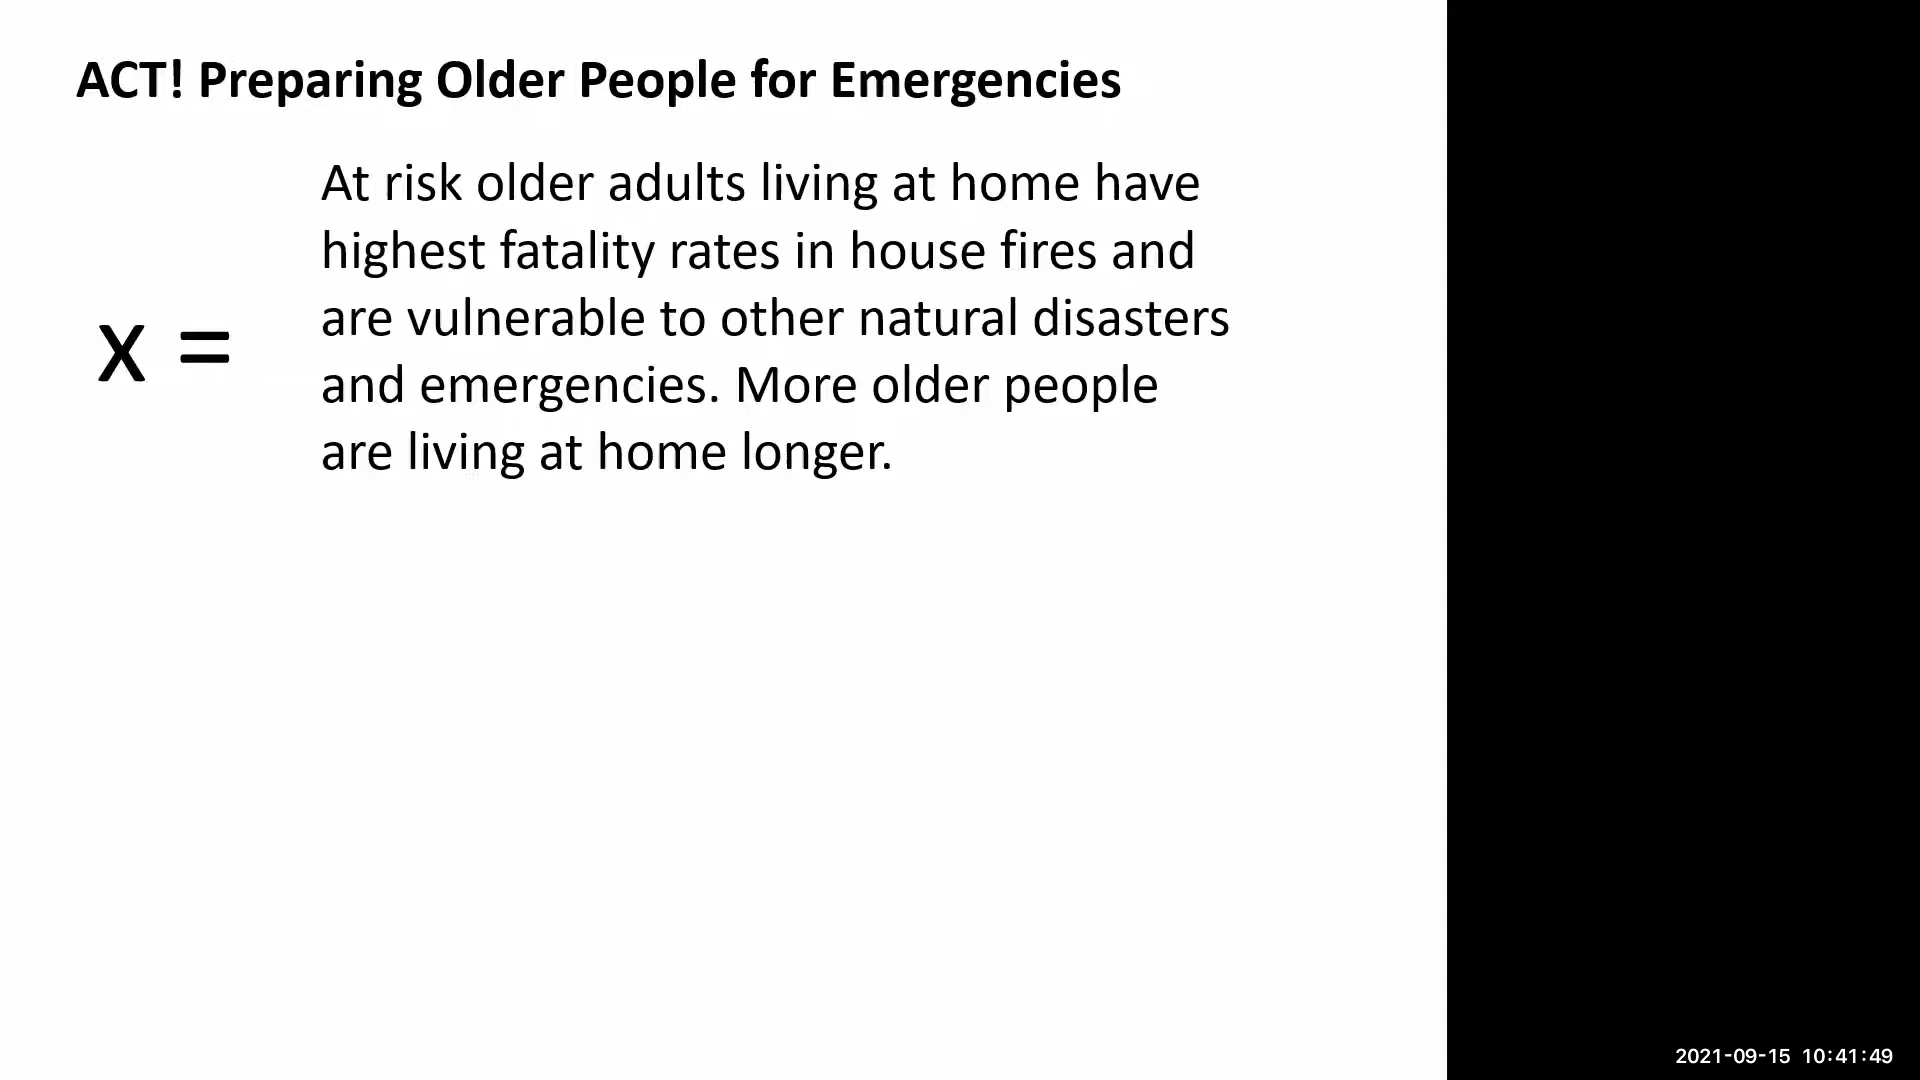 ACT! Preparing Older People for Emergencies
x =
At risk older adults living at home have
highest fatality rates in house fires and
are vulnerable to other natural disasters
and emergencies. More older people
are living at home longer.
2021-09-15 10:41:49